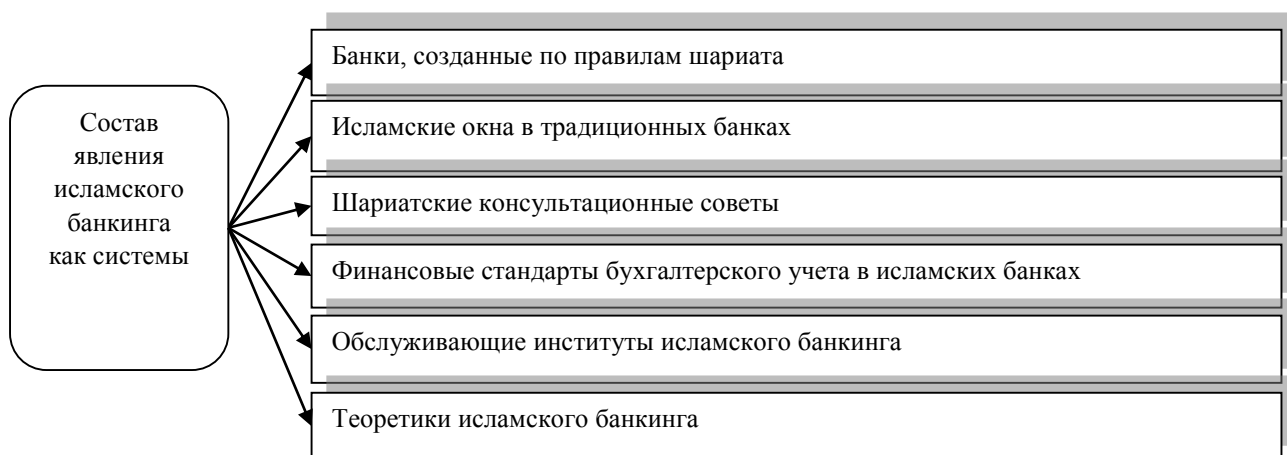 Состав
явления
исламского
банкинга
как системы
Банки, созданные по правилам шариата
Исламские окна в традиционных банках
Шариатские консультационные советы
Финансовые стандарты бухгалтерского учета в исламских банках
Обслуживающие институты исламского банкинга
Теоретики исламского банкинга